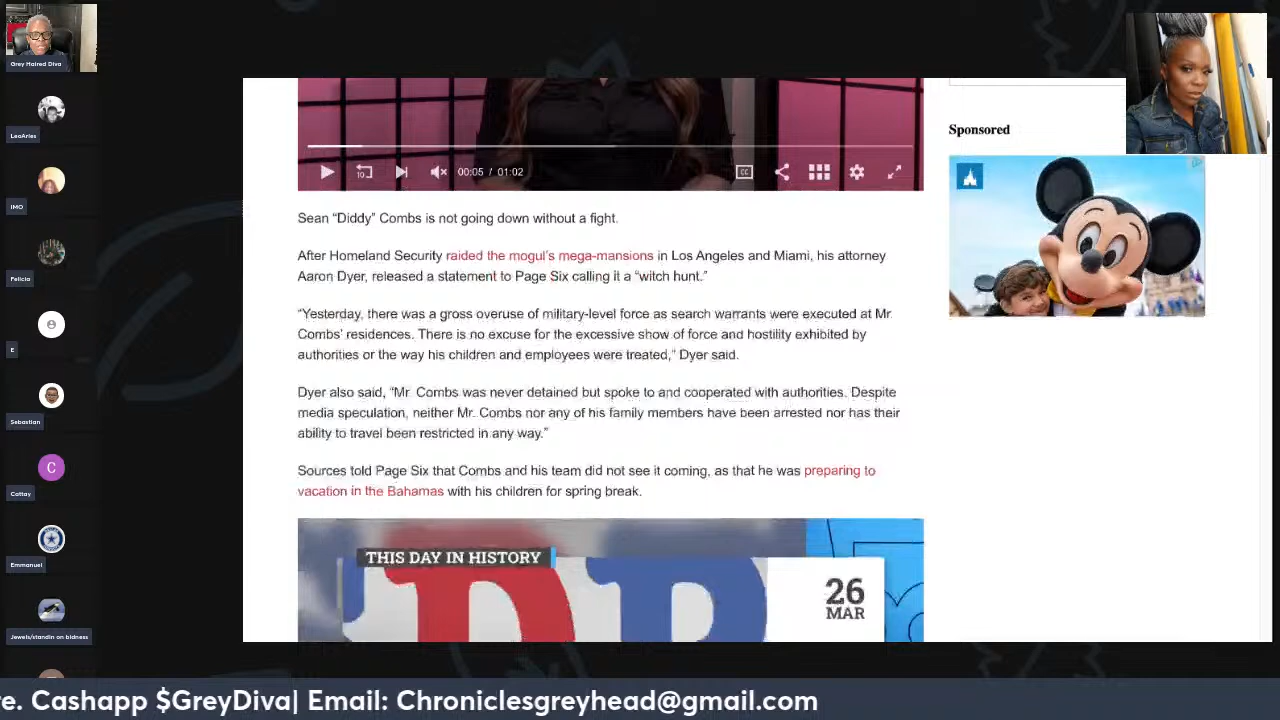 Grey Haired Diva
LeoAries
IMO
Felicia
E
Sebastian
C
Cattay
Emmanuel
Jewels/standin on bidness
10
CC
00:05 / 01:02
Sponsored
Sean “Diddy” Combs is not going down without a fight.
After Homeland Security raided the mogul’s mega-mansions in Los Angeles and Miami, his attorney
Aaron Dyer, released a statement to Page Six calling it a “witch hunt.”
“Yesterday, there was a gross overuse of military-level force as search warrants were executed at Mr.
Combs’ residences. There is no excuse for the excessive show of force and hostility exhibited by
authorities or the way his children and employees were treated,” Dyer said.
Dyer also said, “Mr. Combs was never detained but spoke to and cooperated with authorities. Despite
media speculation, neither Mr. Combs nor any of his family members have been arrested nor has their
ability to travel been restricted in any way.”
Sources told Page Six that Combs and his team did not see it coming, as that he was preparing to
vacation in the Bahamas with his children for spring break.
THIS DAY IN HISTORY
26
MAR
re. Cashapp $GreyDiva| Email: Chroniclesgreyhead@gmail.com